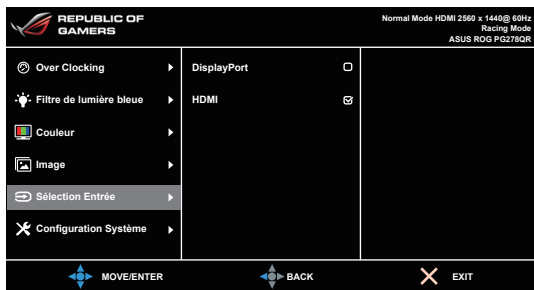 REPUBLIC OF
GAMERS
Normal Mode HDMI 2560 x 1440@ 60Hz
Racing Mode
ASUS ROG PG278QR
Over Clocking
DisplayPort
Filtre de lumière bleue
HDMI
Couleur
Image
Sélection Entrée
Configuration Système
MOVE/ENTER
BACK
EXIT